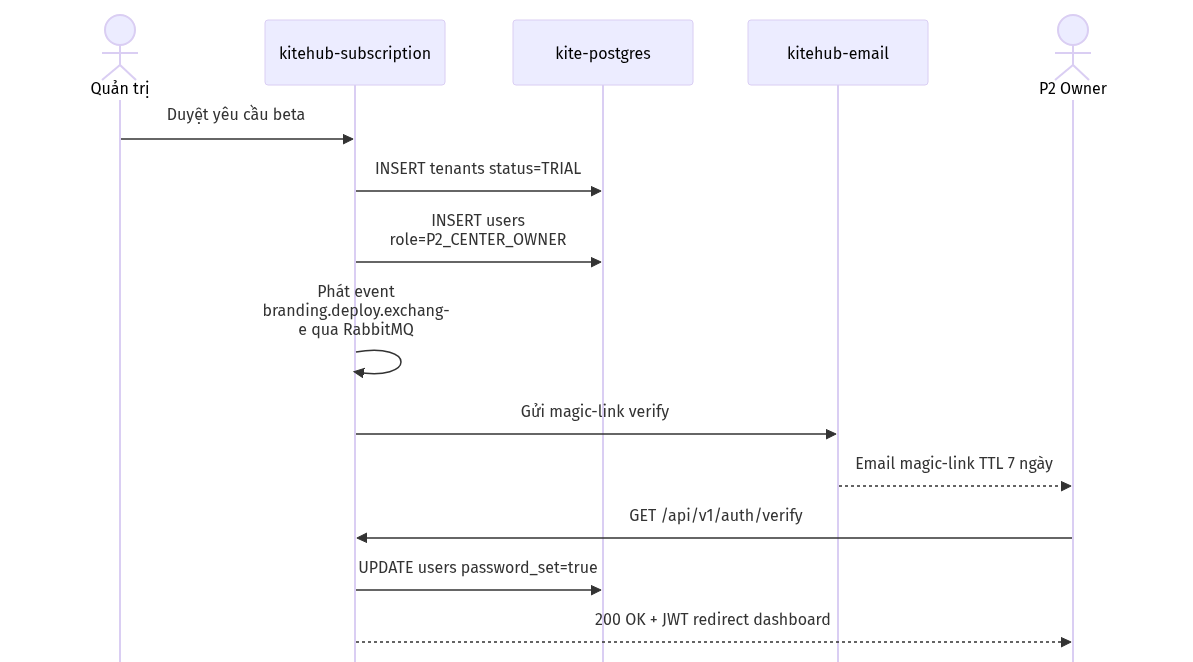 kitehub-subscription
kite-postgres
kitehub-email
Quản trị
P2 Owner
Duyệt yêu cầu beta
INSERT tenants status=TRIAL
INSERT users
role=P2_CENTER_OWNER
Phát event
branding.deploy.exchang-
e qua RabbitMQ
Gửi magic-link verify
Email magic-link TTL 7 ngày
GET /api/v1/auth/verify
UPDATE users password_set=true
200 OK + JWT redirect dashboard